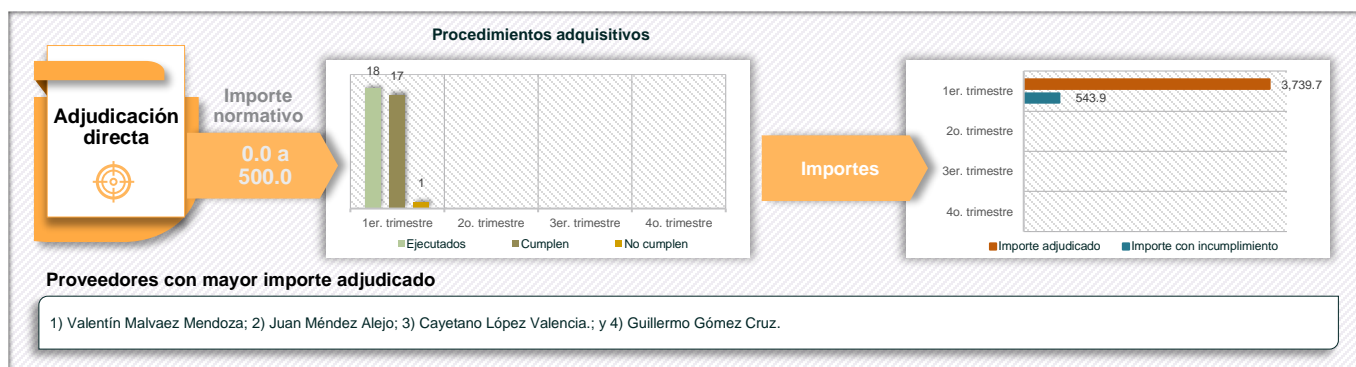 Procedimientos adquisitivos
Adjudicación
directa
Importe
normativo
0.0 a
500.0
18
17
1
1er. trimestre
2o. trimestre
3er. trimestre
4o. trimestre
Ejecutados
Cumplen
No cumplen
Importes
1er. trimestre
2o. trimestre
3er. trimestre
4o. trimestre
3,739.7
543.9
Importe adjudicado
Importe con incumplimiento
Proveedores con mayor importe adjudicado
1) Valentín Malvaez Mendoza; 2) Juan Méndez Alejo; 3) Cayetano López Valencia.; y 4) Guillermo Gómez Cruz.